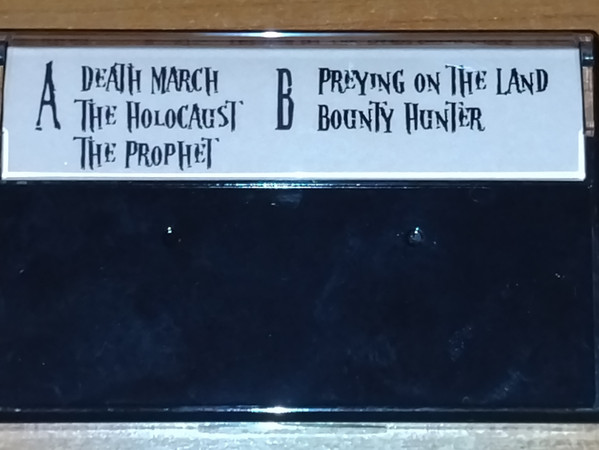 A
DEATH MARCH
THE HOLOCAUST
THE PROPHET
B
PREYING ON THE LAND
BOUNTY HUNTER